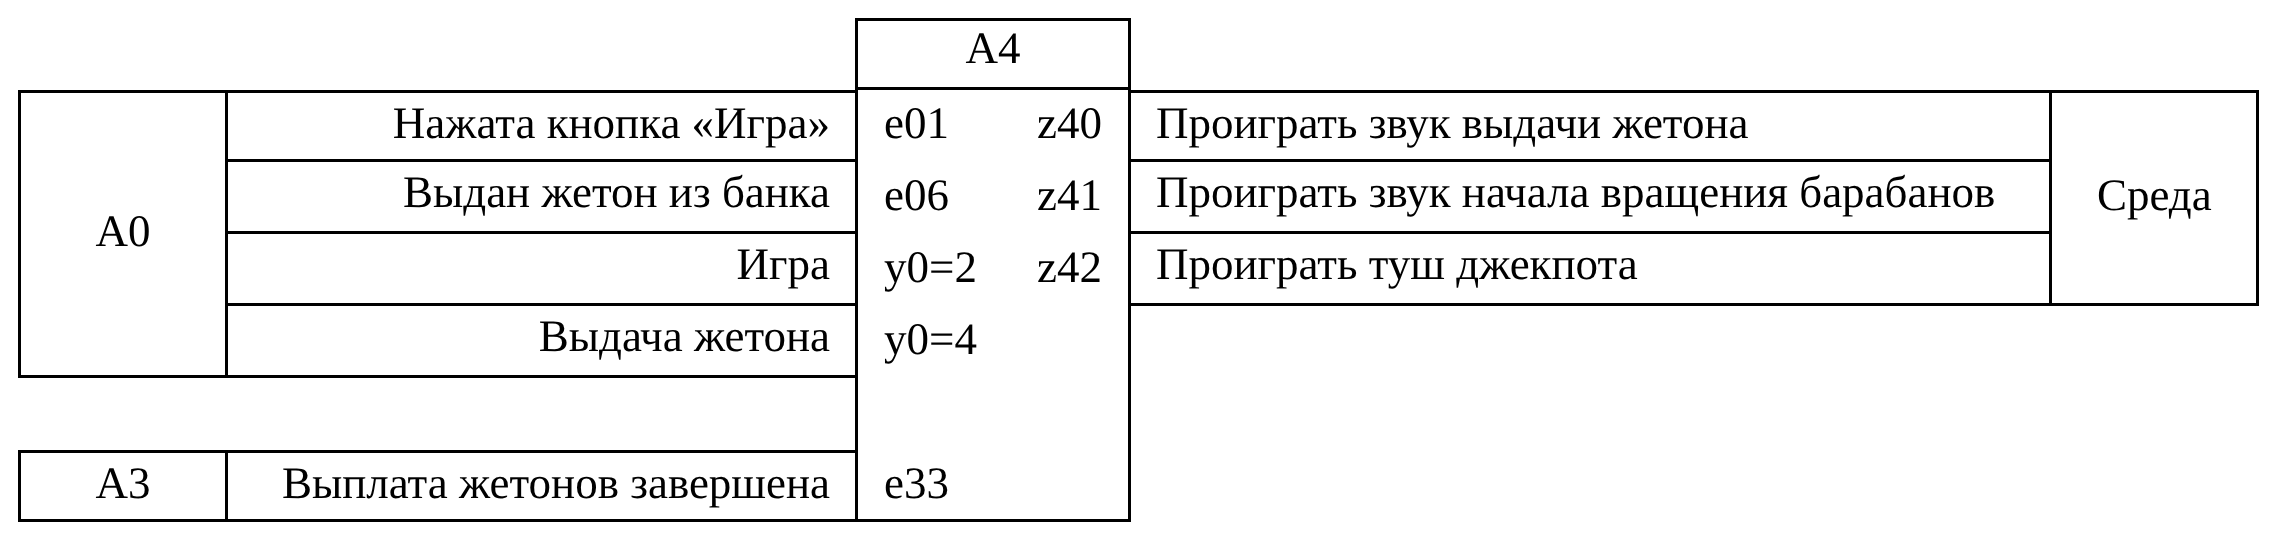 A4
A0
Нажата кнопка «Игра» e01 z40 Проиграть звук выдачи жетона
Выдан жетон из банка e06 z41 Проиграть звук начала вращения барабанов
Среда
Игра y0=2 z42 Проиграть туш джекпота
Выдача жетона y0=4
A3 Выплата жетонов завершена e33